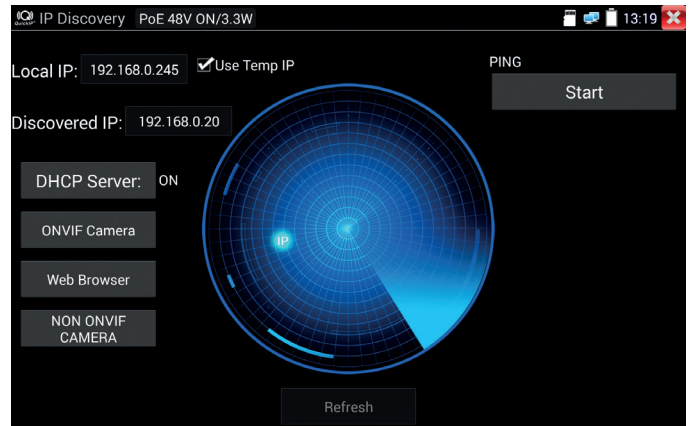 IP Discovery PoE 48V ON/3.3W 13:19
Local IP: 192.168.0.245 Use Temp IP
PING
Start
Discovered IP: 192.168.0.20
DHCP Server: ON
ONVIF Camera
IP
Web Browser
NON ONVIF
CAMERA
Refresh